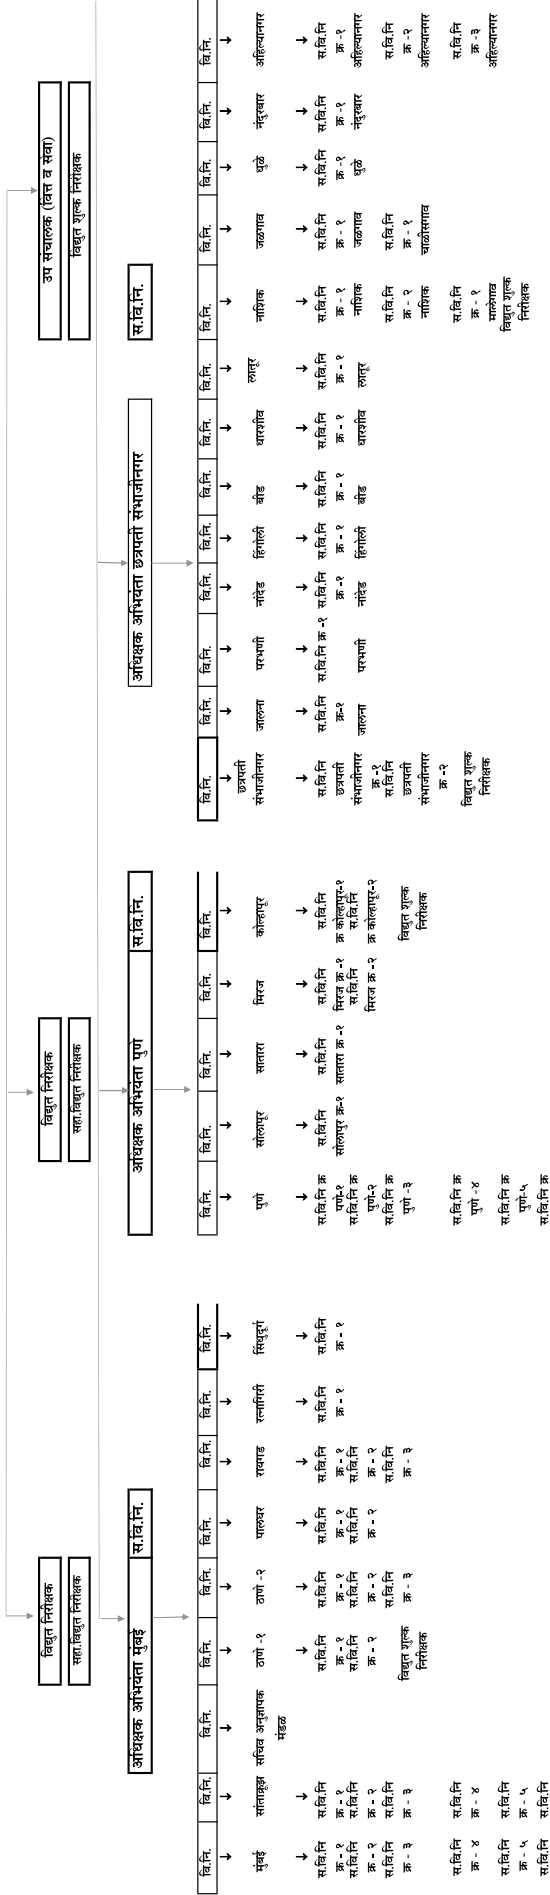 विद्युत निरीक्षक
सहा.विद्युत निरीक्षक
विद्युत निरीक्षक
सहा.विद्युत निरीक्षक
उप संचालक (वित्त व सेवा)
विद्युत शुल्क निरीक्षक
अधिक्षक अभियंता मुंबई
स.वि.नि.
अधिक्षक अभियंता पुणे
स.वि.नि.
अधिक्षक अभियंता छत्रपती संभाजीनगर
स.वि.नि.
वि.नि.
मुंबई
स.वि.नि
क्र - १
स.वि.नि
क्र - २
स.वि.नि
क्र - ३
स.वि.नि
क्र - ४
स.वि.नि
क्र - ५
स.वि.नि
वि.नि.
सांताक्रूझ
स.वि.नि
क्र - १
स.वि.नि
क्र - २
स.वि.नि
क्र - ३
स.वि.नि
क्र - ४
स.वि.नि
क्र - ५
स.वि.नि
वि.नि.
सचिव अनुज्ञापक
मंडळ
वि.नि.
ठाणे -१
स.वि.नि
क्र - १
स.वि.नि
क्र - २
विद्युत शुल्क
निरीक्षक
वि.नि.
ठाणे -२
स.वि.नि
क्र - १
स.वि.नि
क्र - २
स.वि.नि
क्र - ३
वि.नि.
पालघर
स.वि.नि
क्र - १
स.वि.नि
क्र - २
वि.नि.
रायगड
स.वि.नि
क्र - १
स.वि.नि
क्र - २
स.वि.नि
क्र - ३
वि.नि.
रत्नागिरी
स.वि.नि
क्र - १
वि.नि.
सिंधुदूर्ग
स.वि.नि
क्र - १
वि.नि.
पुणे
स.वि.नि क्र
पुणे-१
स.वि.नि क्र
पुणे-२
स.वि.नि क्र
पुणे -३
स.वि.नि क्र
पुणे -४
स.वि.नि क्र
पुणे-५
स.वि.नि क्र
वि.नि.
सोलापूर
स.वि.नि
सोलापूर क्र-१
वि.नि.
सातारा
स.वि.नि
सातारा क्र -१
वि.नि.
मिरज
स.वि.नि
मिरज क्र -१
स.वि.नि
मिरज क्र -२
वि.नि.
कोल्हापूर
स.वि.नि
क्र कोल्हापूर-१
स.वि.नि
क्र कोल्हापूर-२
विद्युत शुल्क
निरीक्षक
वि.नि.
छत्रपती
संभाजीनगर
स.वि.नि
छत्रपती
संभाजीनगर
क्र -१
स.वि.नि
छत्रपती
संभाजीनगर
क्र -२
विद्युत शुल्क
निरीक्षक
वि.नि.
जालना
स.वि.नि
क्र-१
जालना
वि.नि.
परभणी
स.वि.नि क्र -१
परभणी
वि.नि.
नांदेड
स.वि.नि
क्र -१
नांदेड
वि.नि.
हिंगोली
स.वि.नि
क्र - १
हिंगोली
वि.नि.
बीड
स.वि.नि
क्र - १
बीड
वि.नि.
धारशीव
स.वि.नि
क्र - १
धारशीव
वि.नि.
लातूर
स.वि.नि
क्र - १
लातूर
वि.नि.
नाशिक
स.वि.नि
क्र - १
नाशिक
स.वि.नि
क्र - २
नाशिक
स.वि.नि
क्र - १
मालेगाव
विद्युत शुल्क
निरीक्षक
वि.नि.
जळगाव
स.वि.नि
क्र - १
जळगाव
स.वि.नि
क्र - १
चाळीसगाव
वि.नि.
धुळे
स.वि.नि
क्र -१
धुळे
वि.नि.
नंदुरबार
स.वि.नि
क्र -१
नंदुरबार
वि.नि.
अहिल्यानगर
स.वि.नि
क्र -१
अहिल्यानगर
स.वि.नि
क्र -२
अहिल्यानगर
स.वि.नि
क्र -३
अहिल्यानगर